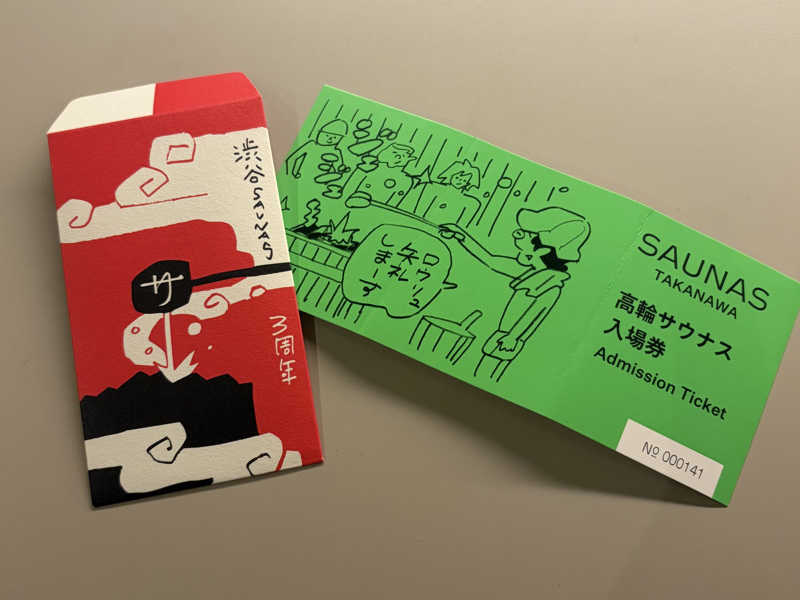 渋谷SAUNAS
サ
3周年
ロウリュ
失礼
しまーす
SAUNAS
TAKANAWA
高輪サウナス
入場券
Admission Ticket
№ 000141